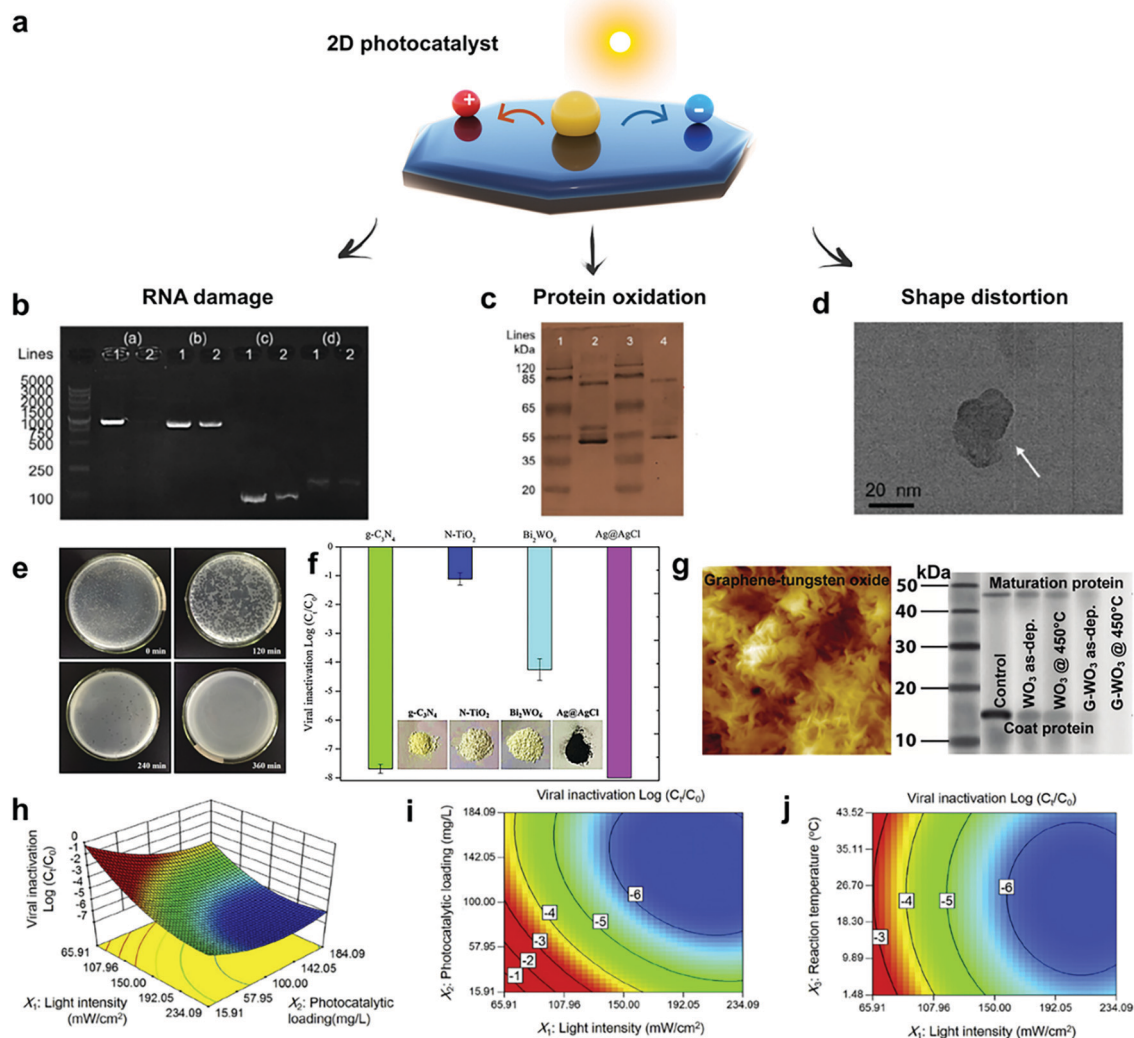 a
2D photocatalyst
+
-
b
RNA damage
(a) (b) (c) (d)
Lines 1 2 1 2 1 2 1 2
5000
3000
2000
1500
1000
750
500
250
100
c
Protein oxidation
Lines 1 2 3 4
kDa
120
85
65
55
35
20
d
Shape distortion
20 nm
e
0 min
120 min
240 min
360 min
f
g-C3N4 N-TiO2 Bi2WO6 Ag@AgCl
Viral inactivation Log (Ct/C0)
0
-1
-2
-3
-4
-5
-6
-7
-8
g-C3N4 N-TiO2 Bi2WO6 Ag@AgCl
g
Graphene-tungsten oxide
kDa
50
40
30
20
10
Maturation protein
Control
WO3 as-dep.
WO3 @ 450°C
G-WO3 as-dep.
G-WO3 @ 450°C
Coat protein
h
Viral inactivation
Log (Ct/C0)
0
-1
-2
-3
-4
-5
-6
-7
65.91
107.96
150.00
192.05
234.09
X1: Light intensity
(mW/cm2)
184.09
142.05
100.00
57.95
15.91
X2: Photocatalytic
loading(mg/L)
i
Viral inactivation Log (Ct/C0)
X2: Photocatalytic loading (mg/L)
184.09
142.05
100.00
57.95
15.91
-6
-5
-4
-3
-2
-1
65.91 107.96 150.00 192.05 234.09
X1: Light intensity (mW/cm2)
j
Viral inactivation Log (Ct/C0)
X3: Reaction temperature (°C)
43.52
35.11
26.70
18.30
9.89
1.48
-3
-4
-5
-6
65.91 107.96 150.00 192.05 234.09
X1: Light intensity (mW/cm2)